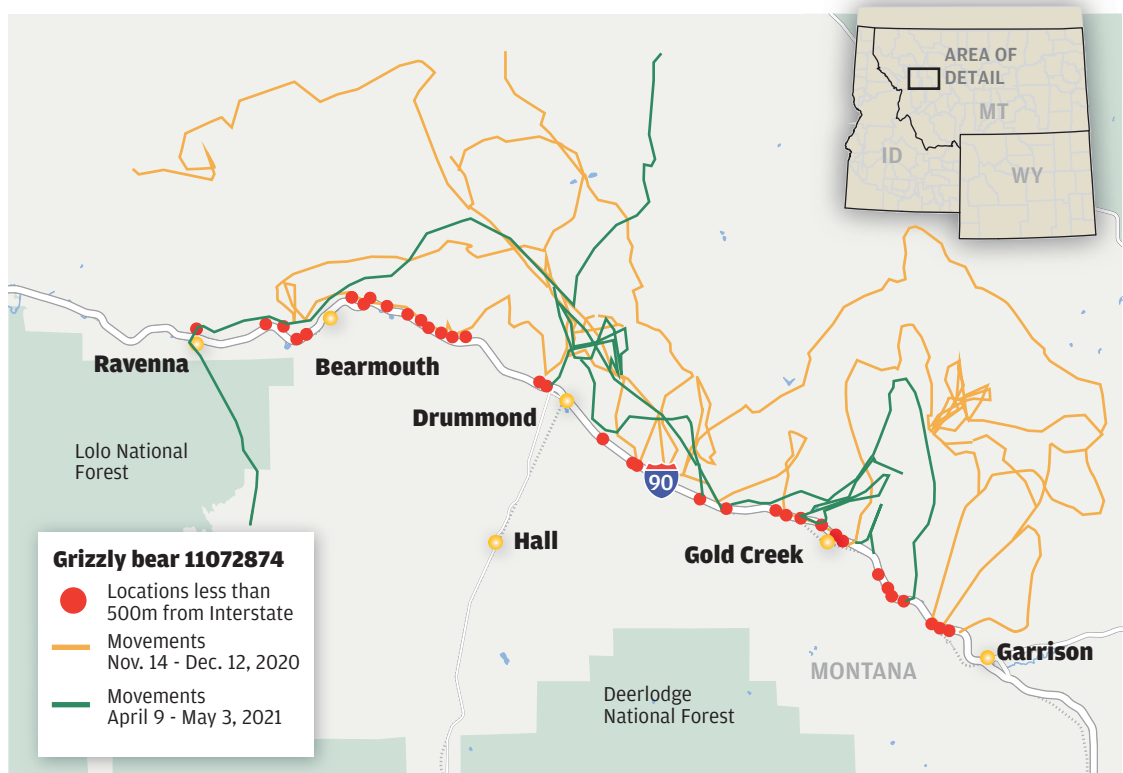 AREA OF
DETAIL
MT
ID
WY
Ravenna
Bearmouth
Drummond
Lolo National
Forest
90
Hall
Gold Creek
Grizzly bear 11072874
Locations less than
500m from Interstate
Movements
Nov. 14 - Dec. 12, 2020
Movements
April 9 - May 3, 2021
Garrison
MONTANA
Deerlodge
National Forest